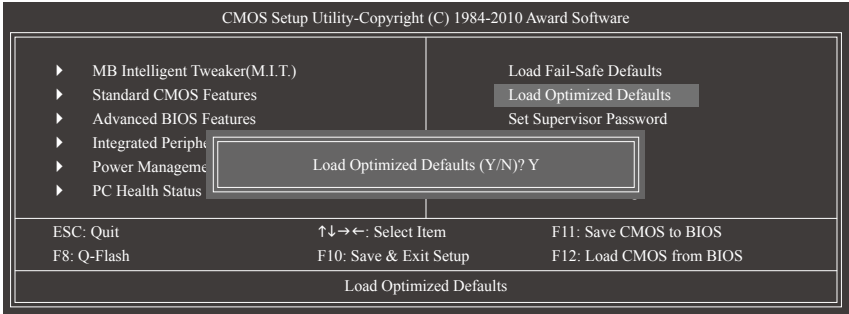 CMOS Setup Utility-Copyright (C) 1984-2010 Award Software
MB Intelligent Tweaker(M.I.T.)
Standard CMOS Features
Advanced BIOS Features
Integrated Periphe
Power Manageme
PC Health Status
Load Fail-Safe Defaults
Load Optimized Defaults
Set Supervisor Password
Load Optimized Defaults (Y/N)? Y
ESC: Quit ↑↓→←: Select Item F11: Save CMOS to BIOS
F8: Q-Flash F10: Save & Exit Setup F12: Load CMOS from BIOS
Load Optimized Defaults